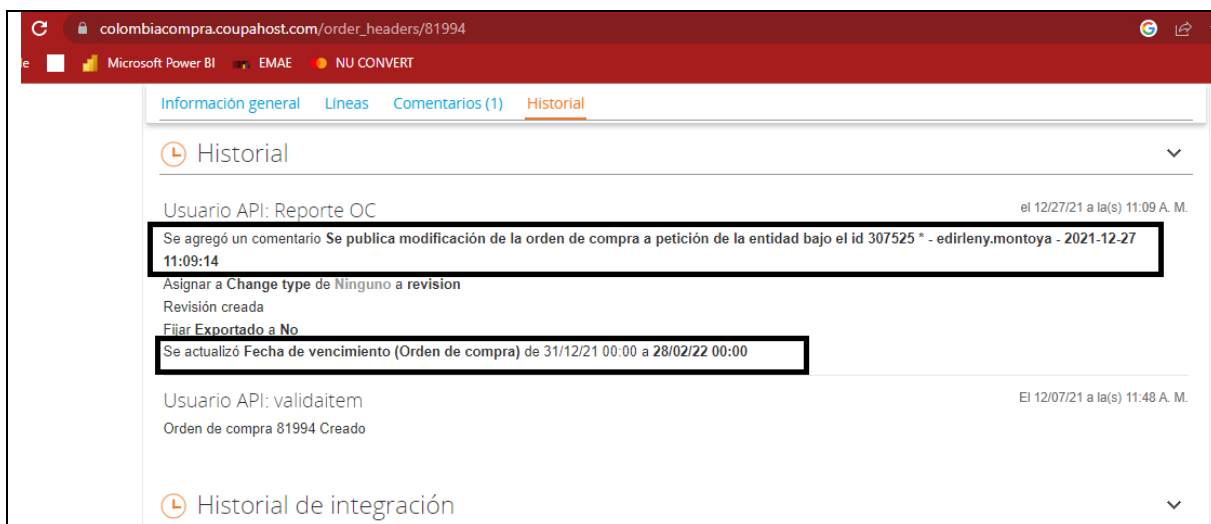 colombiacompra.coupahost.com/order_headers/81994
e Microsoft Power BI EMAE NU CONVERT
Información general Líneas Comentarios (1) Historial
Historial
Usuario API: Reporte OC el 12/27/21 a la(s) 11:09 A. M.
Se agregó un comentario Se publica modificación de la orden de compra a petición de la entidad bajo el id 307525 * - edirleny.montoya - 2021-12-27
11:09:14
Asignar a Change type de Ninguno a revision
Revisión creada
Fijar Exportado a No
Se actualizó Fecha de vencimiento (Orden de compra) de 31/12/21 00:00 a 28/02/22 00:00
Usuario API: validaitem El 12/07/21 a la(s) 11:48 A. M.
Orden de compra 81994 Creado
Historial de integración